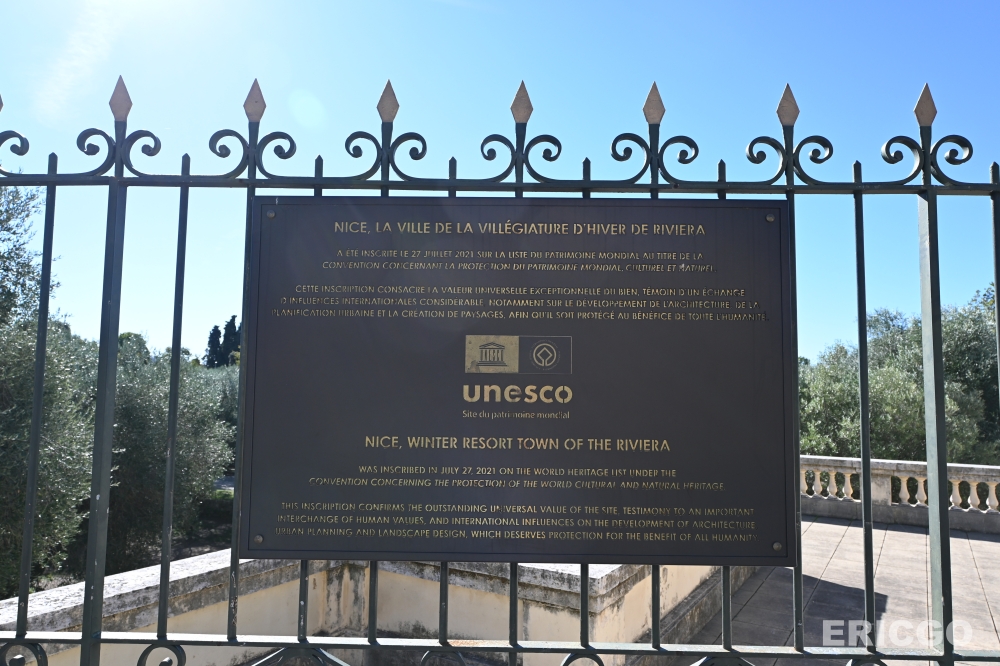 NICE, LA VILLE DE LA VILLÉGIATURE D'HIVER DE RIVIERA
A ÉTÉ INSCRITE LE 27 JUILLET 2021 SUR LA LISTE DU PATRIMOINE MONDIAL AU TITRE DE LA
CONVENTION CONCERNANT LA PROTECTION DU PATRIMOINE MONDIAL, CULTUREL ET NATUREL.
CETTE INSCRIPTION CONSACRE LA VALEUR UNIVERSELLE EXCEPTIONNELLE DU BIEN, TÉMOIN D'UN ÉCHANGE
D'INFLUENCES INTERNATIONALES CONSIDÉRABLE, NOTAMMENT SUR LE DÉVELOPPEMENT DE L'ARCHITECTURE, DE LA
PLANIFICATION URBAINE ET LA CRÉATION DE PAYSAGES, AFIN QU'IL SOIT PROTÉGÉ AU BÉNÉFICE DE TOUTE L'HUMANITÉ.
unesco
Site du patrimoine mondial
NICE, WINTER RESORT TOWN OF THE RIVIERA
WAS INSCRIBED IN JULY 27, 2021 ON THE WORLD HERITAGE LIST UNDER THE
CONVENTION CONCERNING THE PROTECTION OF THE WORLD CULTURAL AND NATURAL HERITAGE.
THIS INSCRIPTION CONFIRMS THE OUTSTANDING UNIVERSAL VALUE OF THE SITE, TESTIMONY TO AN IMPORTANT
INTERCHANGE OF HUMAN VALUES, AND INTERNATIONAL INFLUENCES ON THE DEVELOPMENT OF ARCHITECTURE
URBAN PLANNING AND LANDSCAPE DESIGN, WHICH DESERVES PROTECTION FOR THE BENEFIT OF ALL HUMANITY.
ERICGO